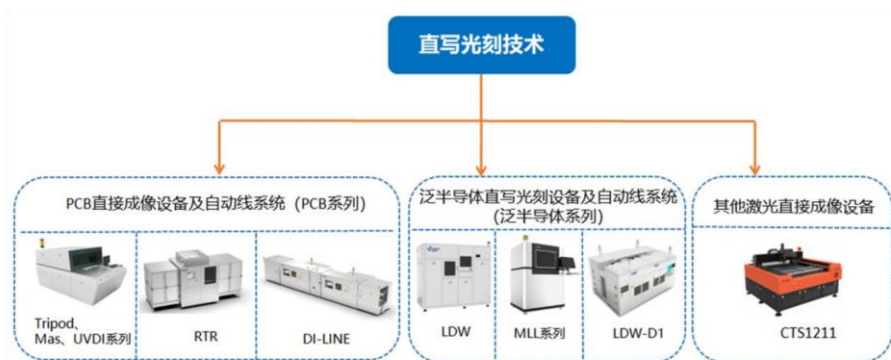 直写光刻技术
PCB直接成像设备及自动线系统（PCB系列）
泛半导体直写光刻设备及自动线系统
(泛半导体系列)
其他激光直接成像设备
Tripod、
Mas、UVDI系列
RTR
DI-LINE
LDW
MLL系列
LDW-D1
CTS1211